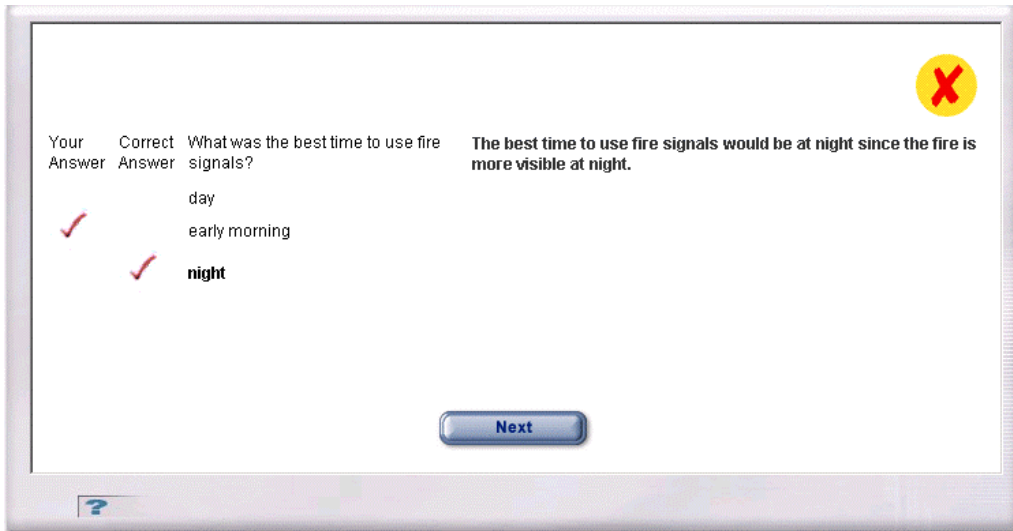 Your Answer
Correct Answer
What was the best time to use fire
signals?
The best time to use fire signals would be at night since the fire is
more visible at night.
day
early morning
night
Next
?